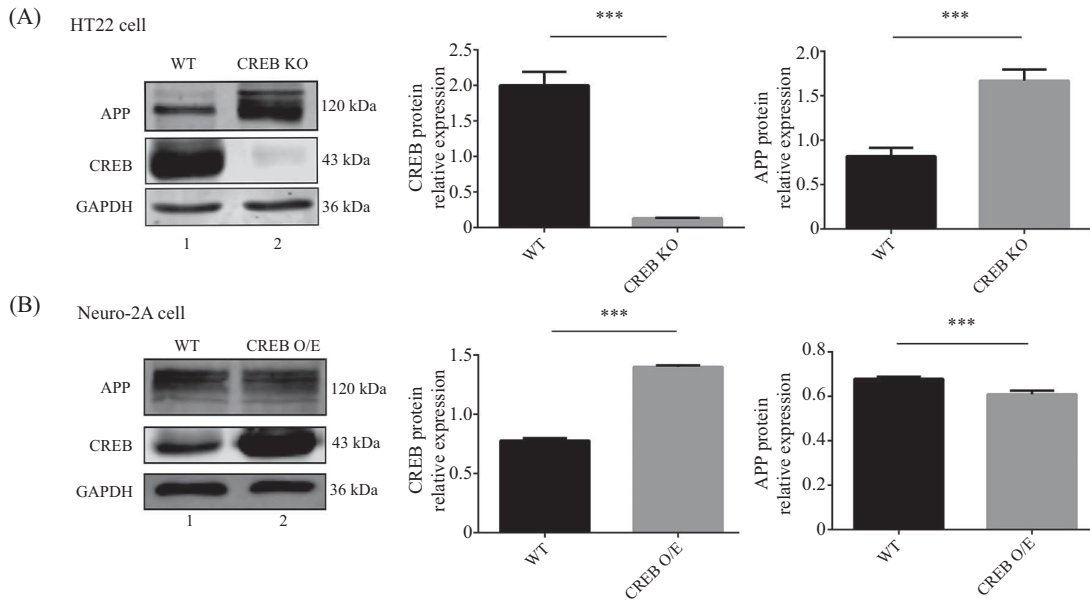 (A)
HT22 cell
WT CREB KO
APP 120 kDa
CREB 43 kDa
GAPDH 36 kDa
1 2
***
CREB protein
relative expression
2.5
2.0
1.5
1.0
0.5
0
WT
CREB KO
***
APP protein
relative expression
2.0
1.5
1.0
0.5
0
WT
CREB KO
(B)
Neuro-2A cell
WT CREB O/E
APP 120 kDa
CREB 43 kDa
GAPDH 36 kDa
1 2
***
CREB protein
relative expression
1.5
1.0
0.5
0
WT
CREB O/E
***
APP protein
relative expression
0.8
0.6
0.4
0.2
0
WT
CREB O/E